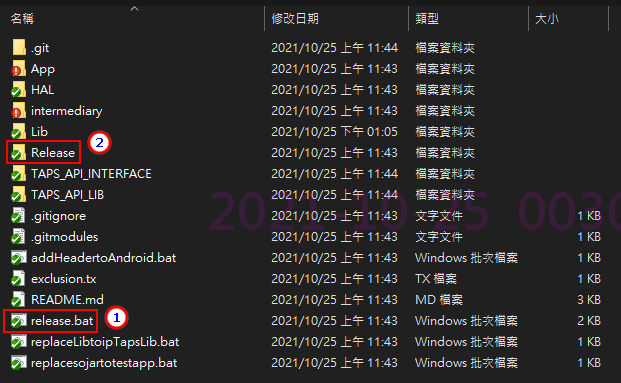 名稱 修改日期 類型 大小
.git 2021/10/25 上午 11:44 檔案資料夾
App 2021/10/25 上午 11:43 檔案資料夾
HAL 2021/10/25 上午 11:44 檔案資料夾
intermediary 2021/10/25 上午 11:43 檔案資料夾
Lib 2021/10/25 下午 01:05 檔案資料夾
Release 2021/10/25 上午 11:43 檔案資料夾
2
TAPS_API_INTERFACE 2021/10/25 上午 11:44 檔案資料夾
TAPS_API_LIB 2021/10/25 上午 11:44 檔案資料夾
2021 10 25 0030
.gitignore 2021/10/25 上午 11:43 文字文件 1 KB
.gitmodules 2021/10/25 上午 11:43 文字文件 1 KB
addHeadertoAndroid.bat 2021/10/25 上午 11:43 Windows 批次檔案 1 KB
exclusion.tx 2021/10/25 上午 11:43 TX 檔案 1 KB
README.md 2021/10/25 上午 11:43 MD 檔案 3 KB
release.bat 2021/10/25 上午 11:43 Windows 批次檔案 2 KB
1
replaceLibtoipTapsLib.bat 2021/10/25 上午 11:43 Windows 批次檔案 1 KB
replacesojartotestapp.bat 2021/10/25 上午 11:43 Windows 批次檔案 1 KB